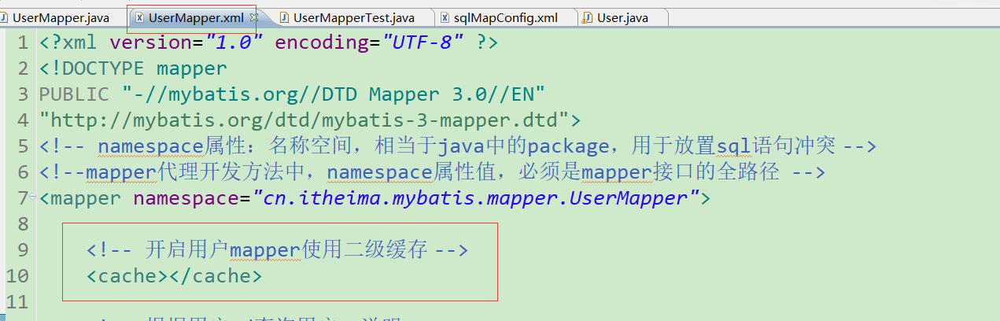 UserMapper.java UserMapper.xml UserMapperTest.java sqlMapConfig.xml User.java
1 <?xml version="1.0" encoding="UTF-8" ?>
2 <!DOCTYPE mapper
3 PUBLIC "-//mybatis.org//DTD Mapper 3.0//EN"
4 "http://mybatis.org/dtd/mybatis-3-mapper.dtd">
5 <!-- namespace属性：名称空间，相当于java中的package，用于放置sql语句冲突 -->
6 <!--mapper代理开发方法中，namespace属性值，必须是mapper接口的全路径 -->
7 <mapper namespace="cn.itheima.mybatis.mapper.UserMapper">
8
9 <!-- 开启用户mapper使用二级缓存 -->
10 <cache></cache>
11